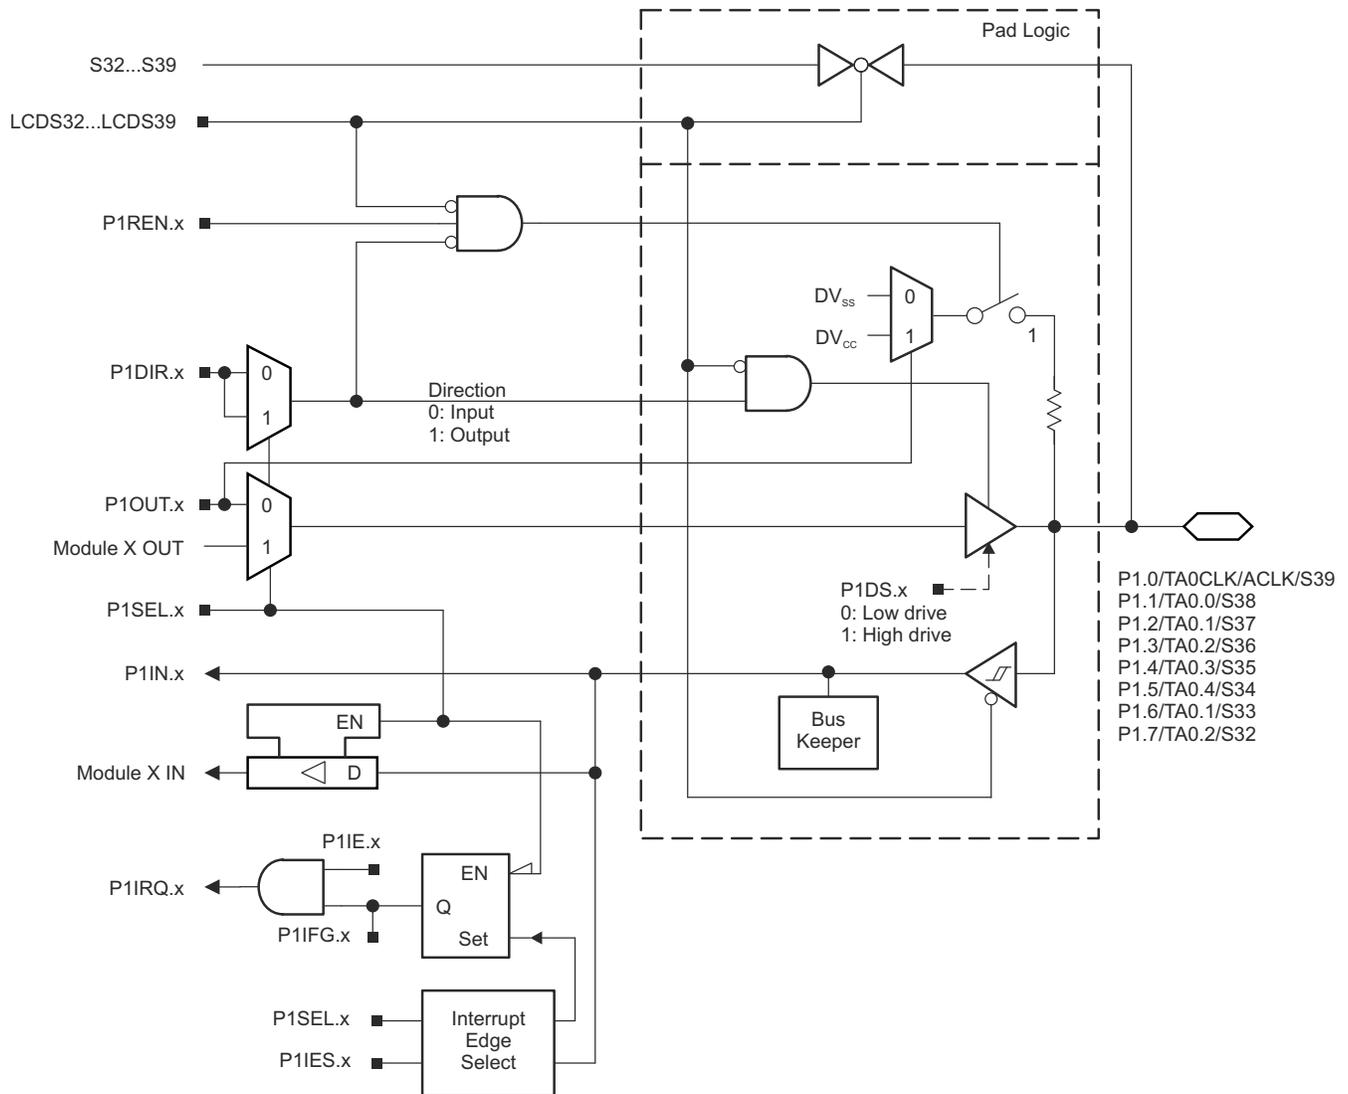 Pad Logic
S32...S39
LCDS32...LCDS39
P1REN.x
DVSS
0
DVCC
1
1
P1DIR.x
0
1
Direction
0: Input
1: Output
P1OUT.x
0
Module X OUT
1
P1DS.x
0: Low drive
1: High drive
P1SEL.x
P1.0/TA0CLK/ACLK/S39
P1.1/TA0.0/S38
P1.2/TA0.1/S37
P1.3/TA0.2/S36
P1.4/TA0.3/S35
P1.5/TA0.4/S34
P1.6/TA0.1/S33
P1.7/TA0.2/S32
P1IN.x
Bus
Keeper
EN
Module X IN
D
P1IE.x
P1IRQ.x
EN
Q
P1IFG.x
Set
P1SEL.x
P1IES.x
Interrupt
Edge
Select